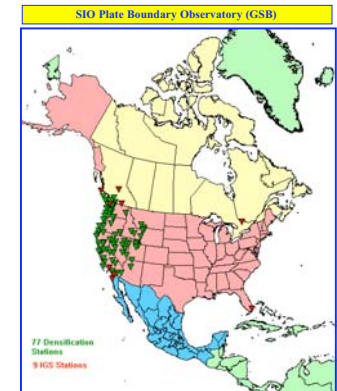 SIO Plate Boundary Observatory (GSB)
77 Densification
Stations
9 IGS Stations